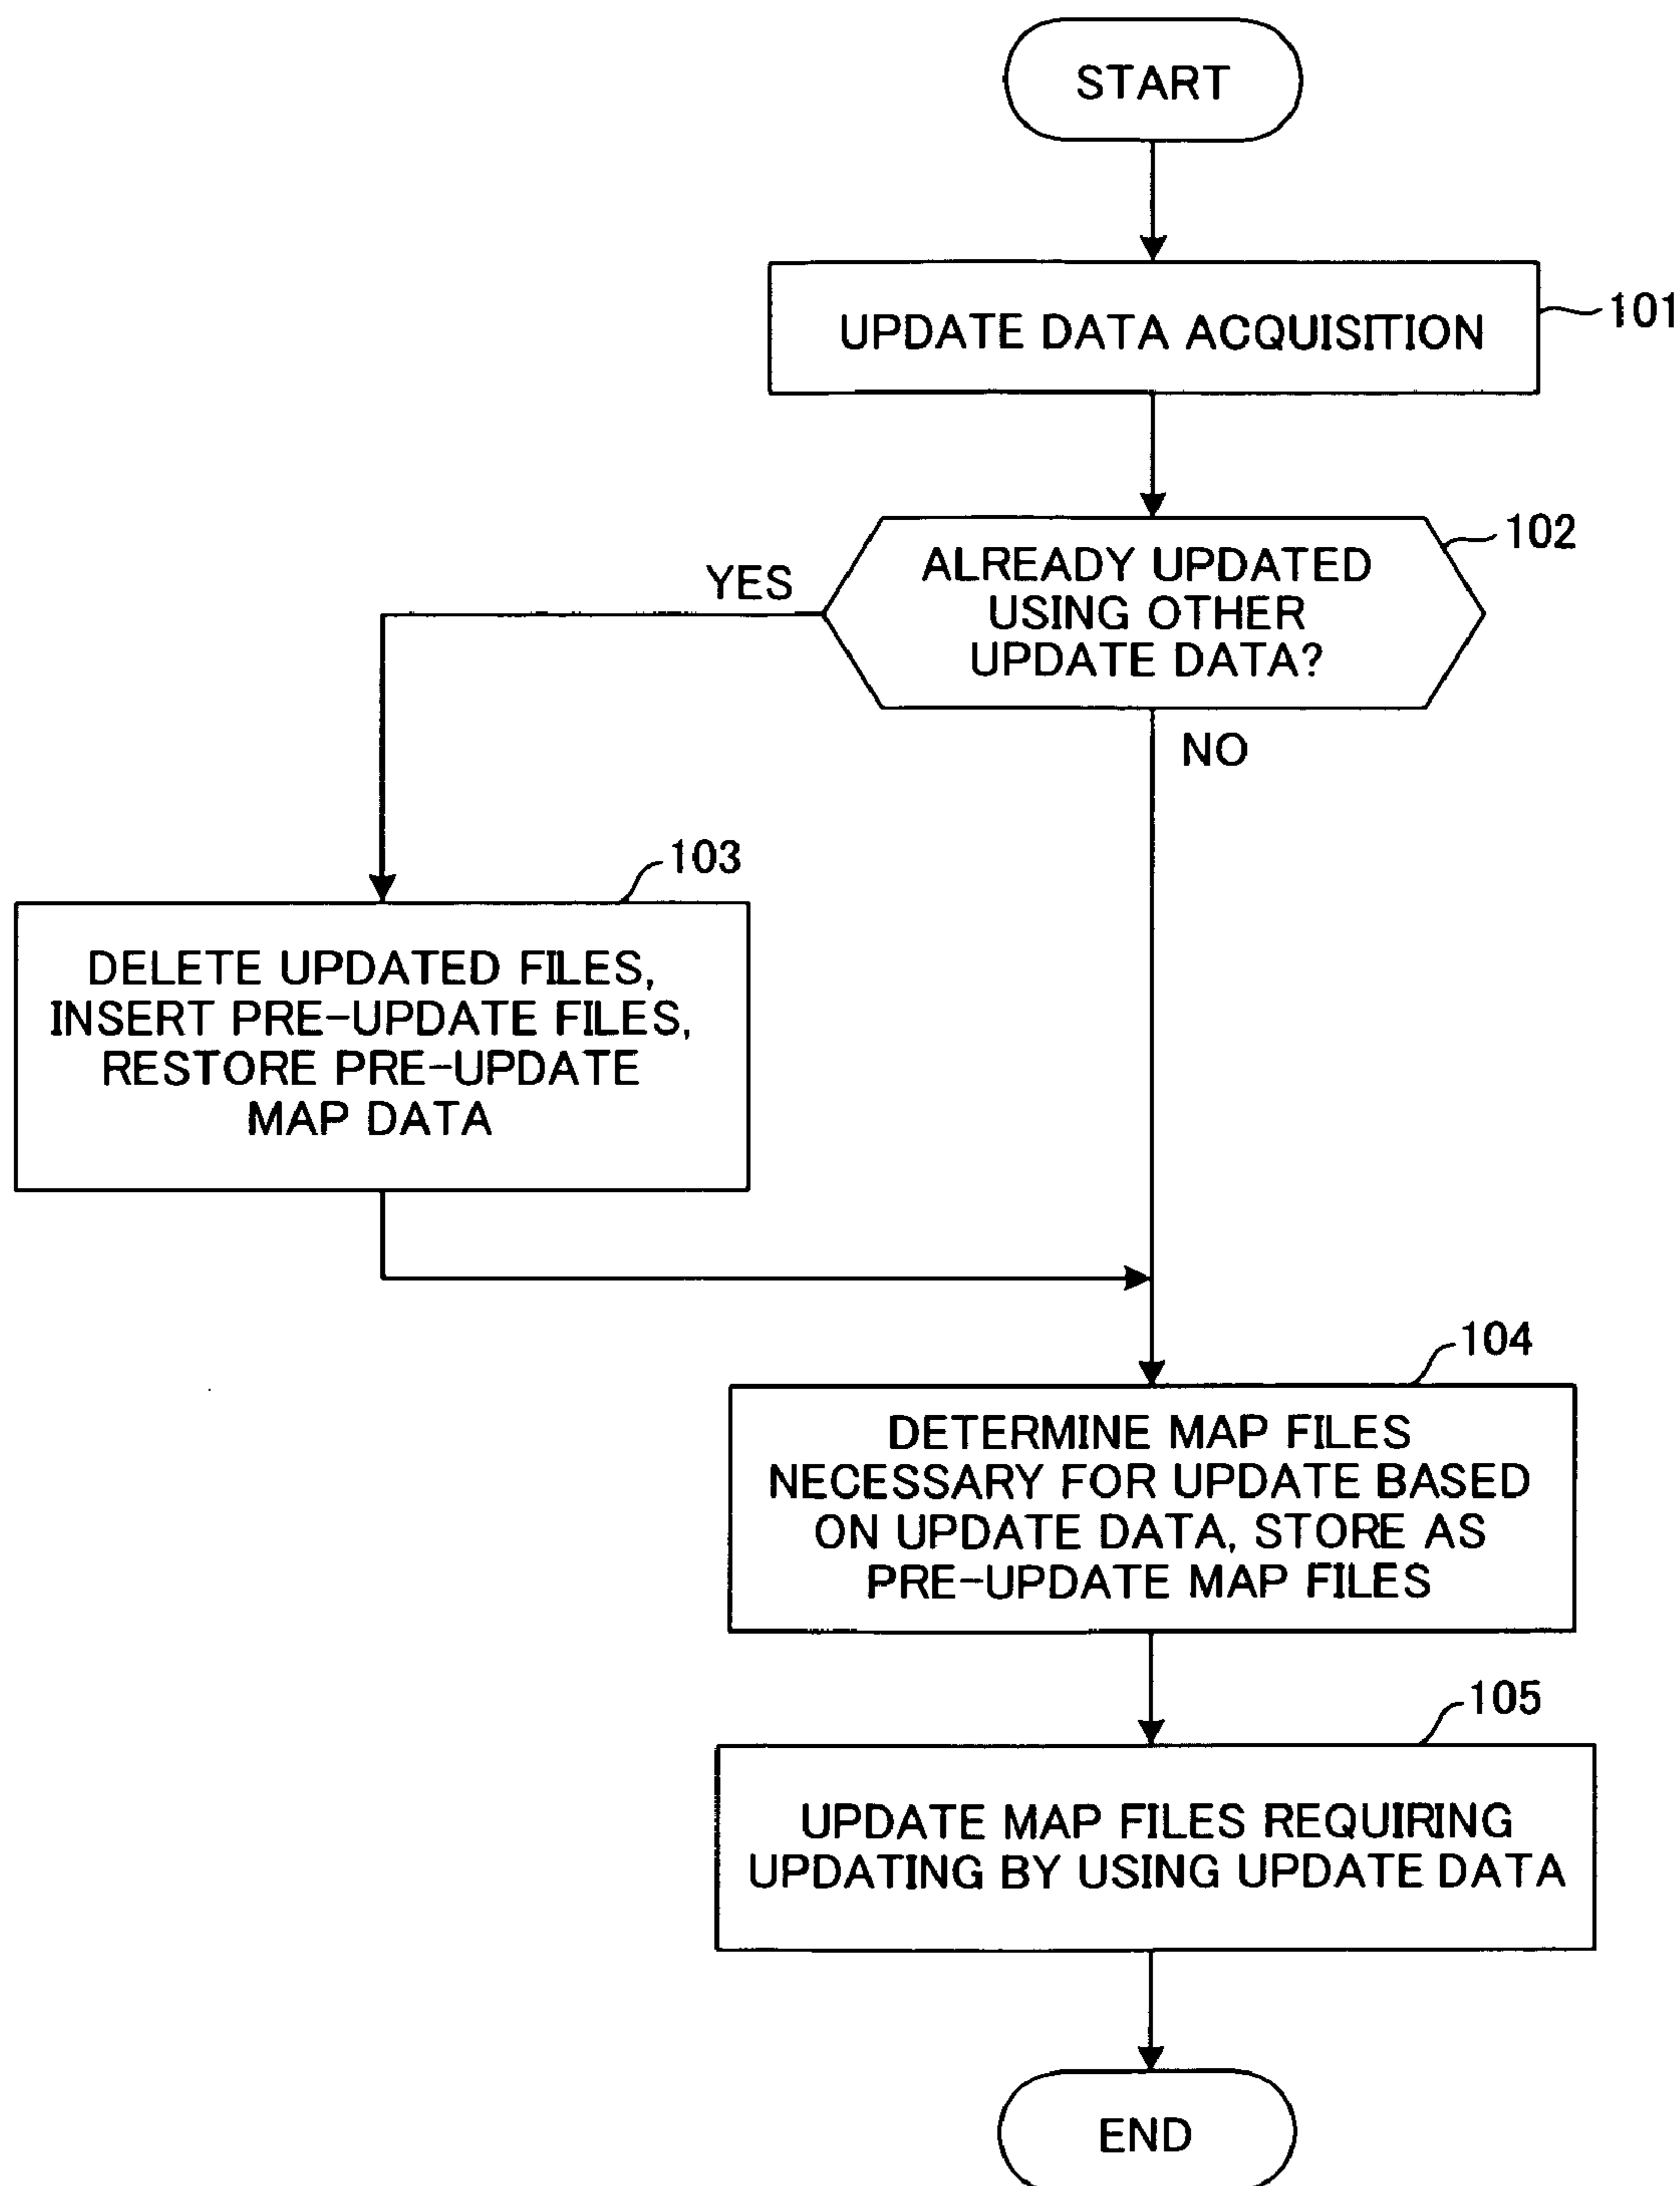 START
UPDATE DATA ACQUISITION
101
ALREADY UPDATED
USING OTHER
UPDATE DATA?
102
YES
NO
103
DELETE UPDATED FILES,
INSERT PRE-UPDATE FILES,
RESTORE PRE-UPDATE
MAP DATA
104
DETERMINE MAP FILES
NECESSARY FOR UPDATE BASED
ON UPDATE DATA, STORE AS
PRE-UPDATE MAP FILES
105
UPDATE MAP FILES REQUIRING
UPDATING BY USING UPDATE DATA
END